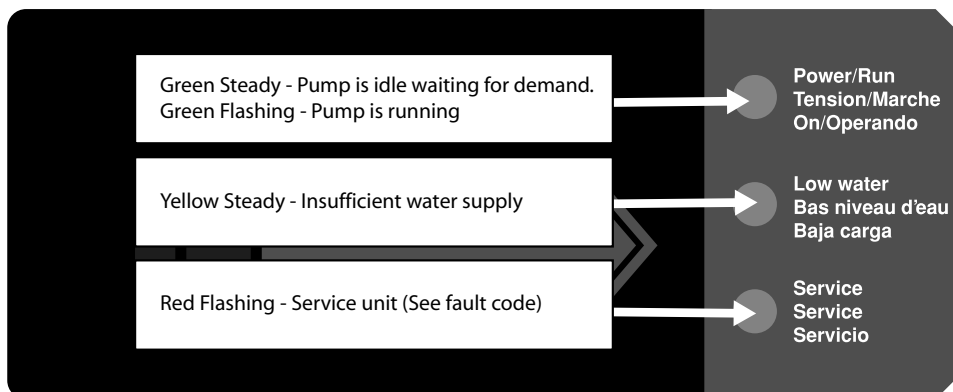 Green Steady - Pump is idle waiting for demand.
Green Flashing - Pump is running
Power/Run
Tension/Marche
On/Operando
Yellow Steady - Insufficient water supply
Low water
Bas niveau d'eau
Baja carga
Red Flashing - Service unit (See fault code)
Service
Service
Servicio